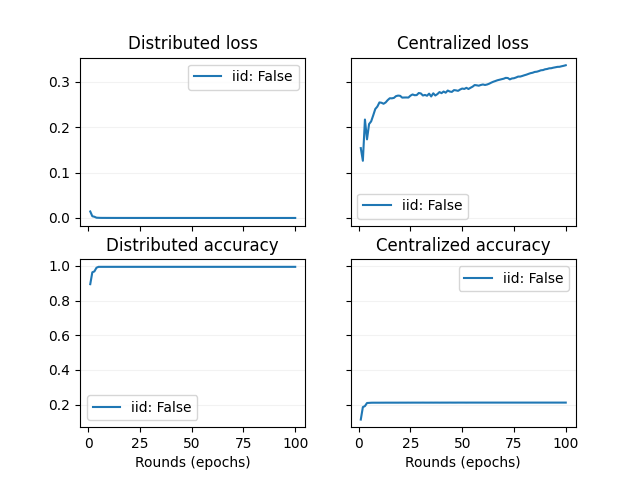 Distributed loss
Centralized loss
0.3
0.2
0.1
0.0
iid: False
iid: False
Distributed accuracy
Centralized accuracy
1.0
0.8
0.6
0.4
0.2
iid: False
iid: False
0 25 50 75 100
0 25 50 75 100
Rounds (epochs)
Rounds (epochs)